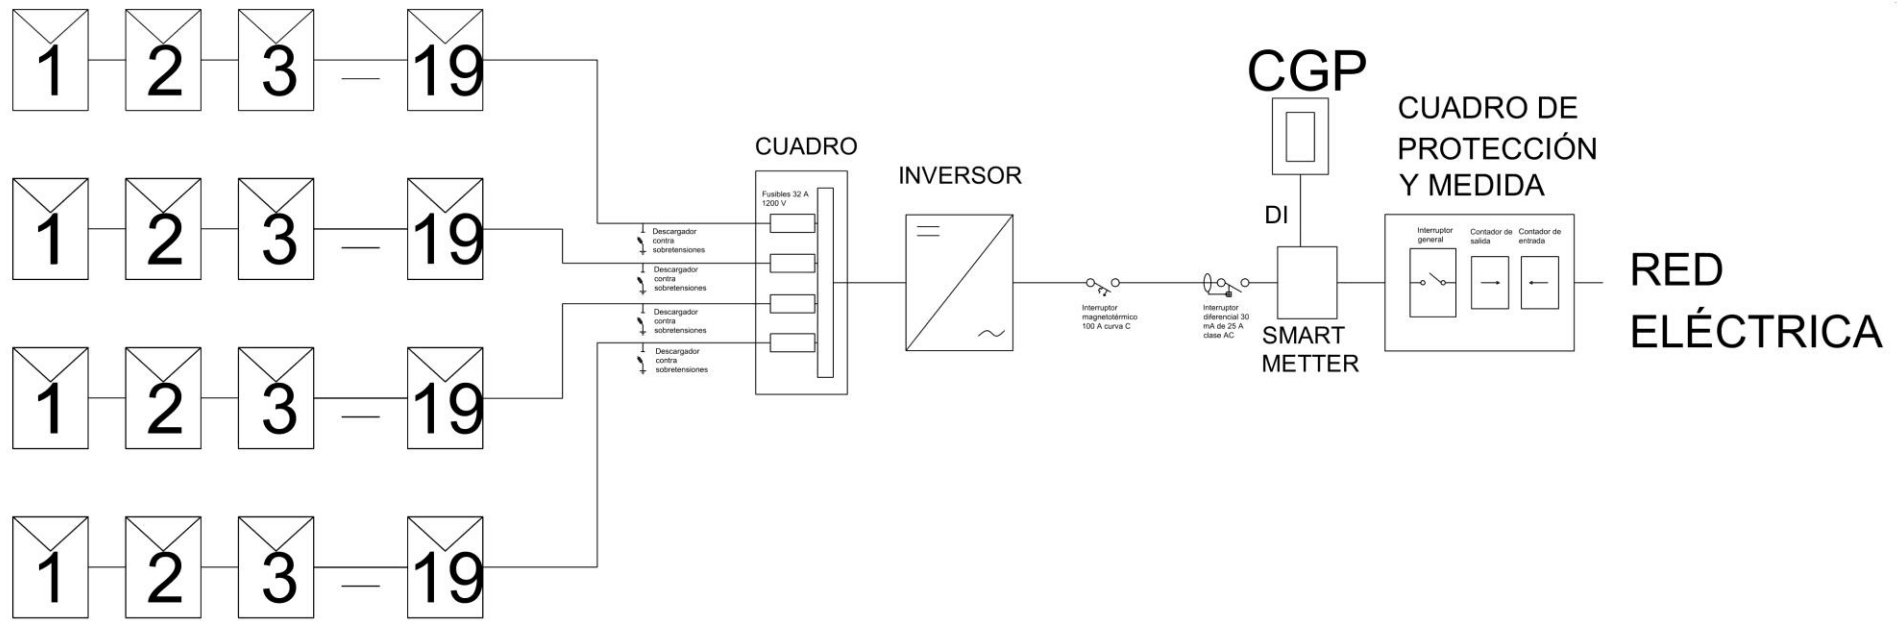 1 2 3 19
1 2 3 19
1 2 3 19
1 2 3 19
Descargador
contra
sobretensiones
Descargador
contra
sobretensiones
Descargador
contra
sobretensiones
Descargador
contra
sobretensiones
CUADRO
Fusibles 32 A
1200 V
INVERSOR
Interruptor
magnetotérmico
100 A curva C
Interruptor
diferencial 30
mA de 25 A
clase AC
CGP
DI
SMART
METTER
CUADRO DE
PROTECCIÓN
Y MEDIDA
Interruptor
general
Contador de
salida
Contador de
entrada
RED
ELÉCTRICA